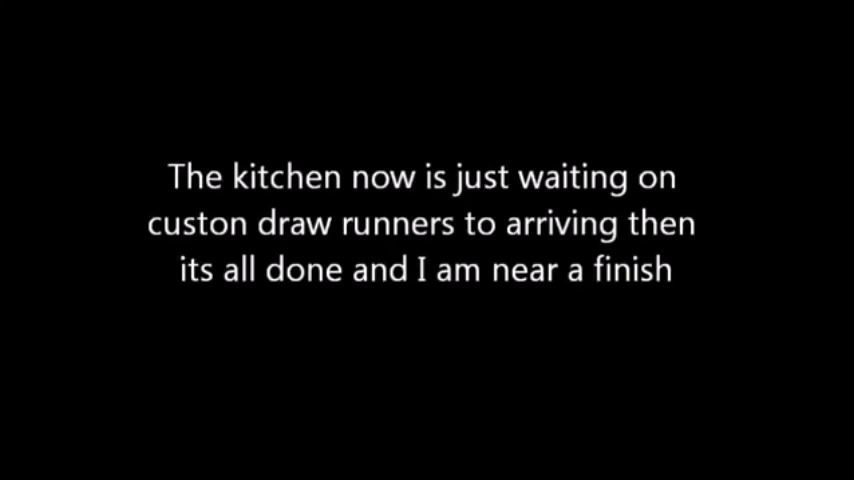 The kitchen now is just waiting on
custon draw runners to arriving then
its all done and I am near a finish